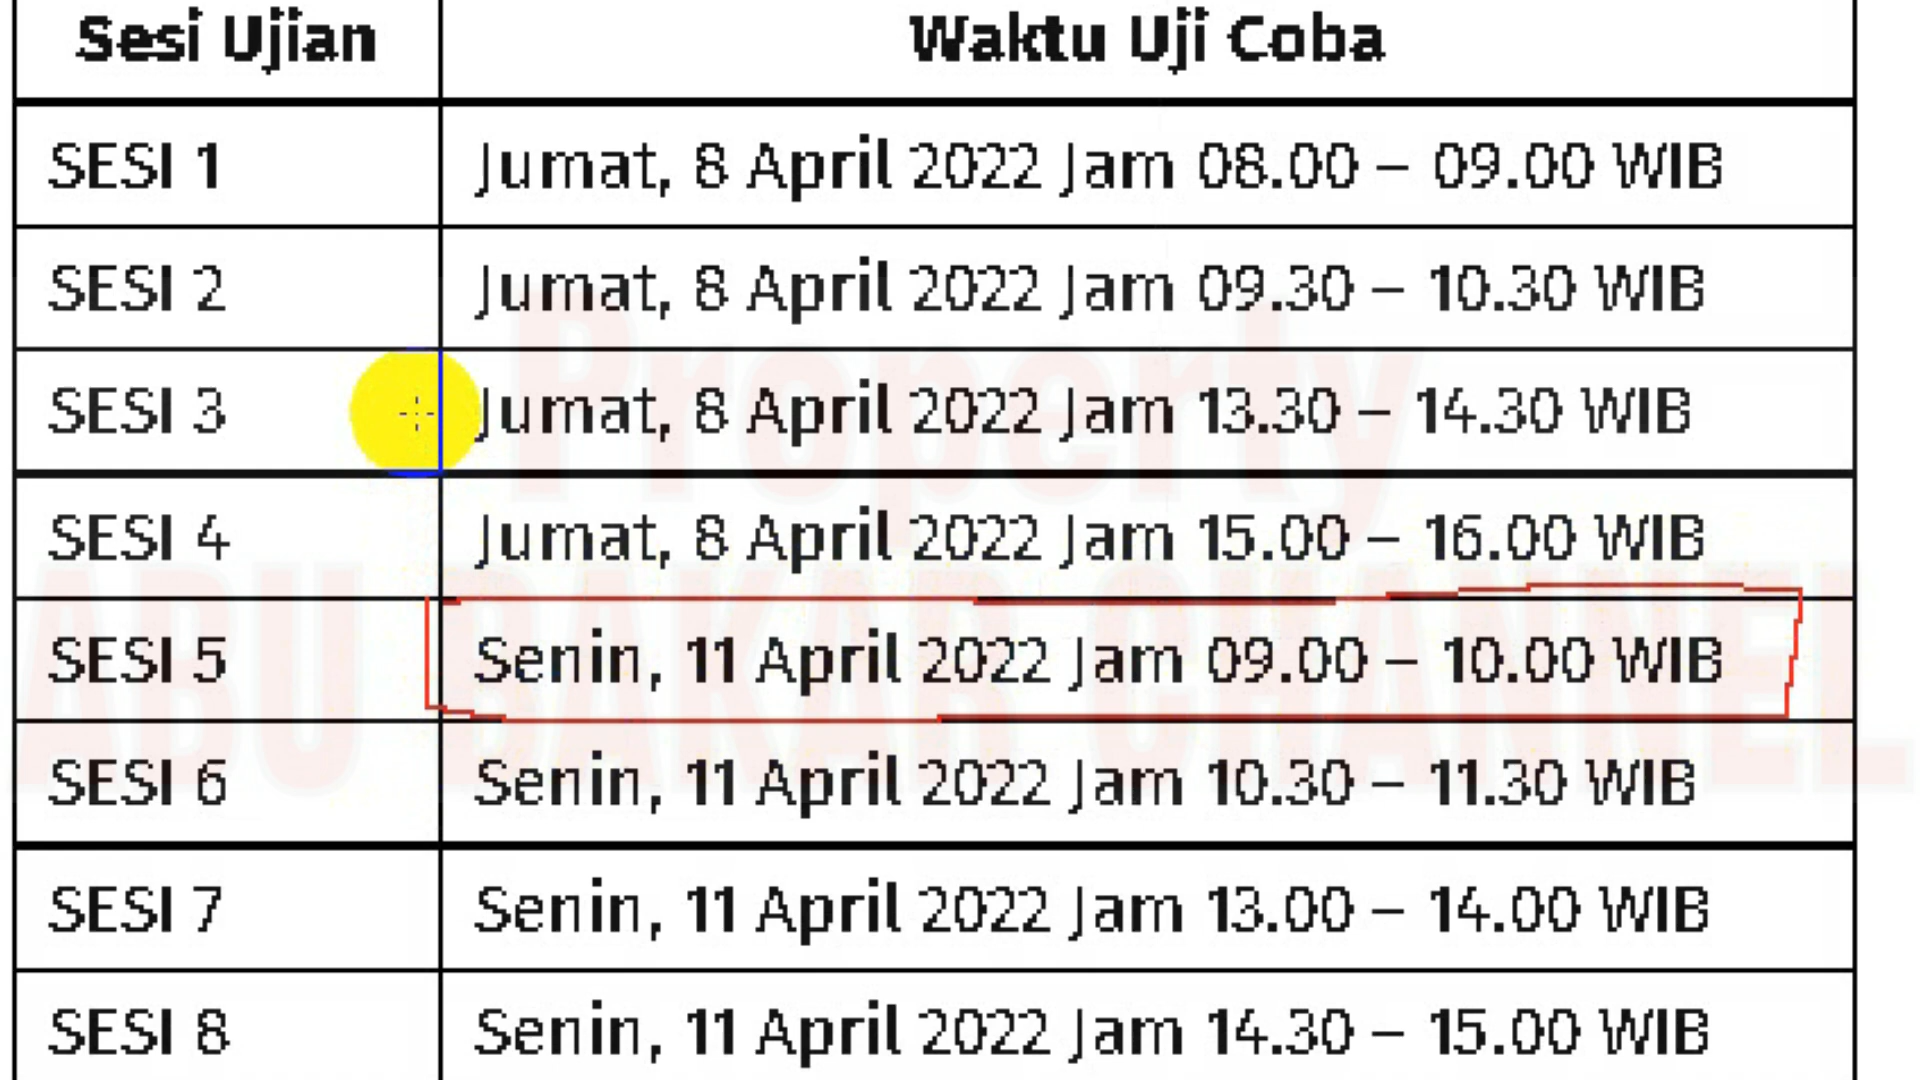 Sesi Ujian Waktu Uji Coba
SESI 1 Jumat, 8 April 2022 Jam 08.00 – 09.00 WIB
SESI 2 Jumat, 8 April 2022 Jam 09.30 – 10.30 WIB
SESI 3 Jumat, 8 April 2022 Jam 13.30 – 14.30 WIB
SESI 4 Jumat, 8 April 2022 Jam 15.00 – 16.00 WIB
SESI 5 Senin, 11 April 2022 Jam 09.00 – 10.00 WIB
SESI 6 Senin, 11 April 2022 Jam 10.30 – 11.30 WIB
SESI 7 Senin, 11 April 2022 Jam 13.00 – 14.00 WIB
SESI 8 Senin, 11 April 2022 Jam 14.30 – 15.00 WIB
Property
ABU BAKAR CHANNEL